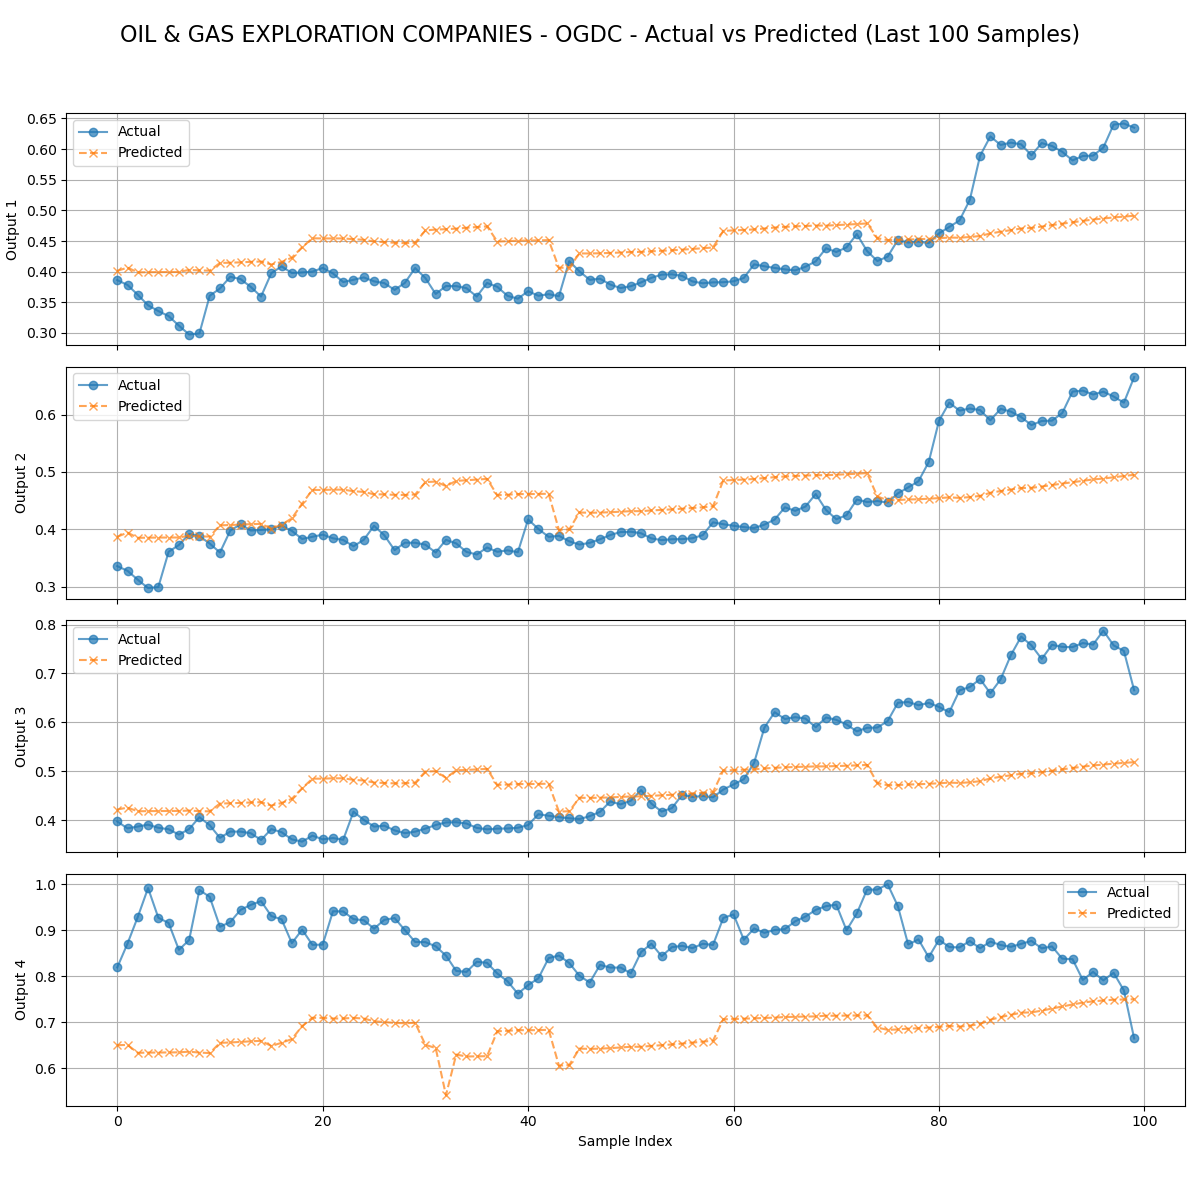 OIL & GAS EXPLORATION COMPANIES - OGDC - Actual vs Predicted (Last 100 Samples)
0.65
0.60
0.55
0.50
0.45
0.40
0.35
0.30
Output 1
Actual
Predicted
0.6
0.5
0.4
0.3
Output 2
Actual
Predicted
0.8
0.7
0.6
0.5
0.4
Output 3
Actual
Predicted
1.0
0.9
0.8
0.7
0.6
Output 4
Actual
Predicted
0 20 40 60 80 100
Sample Index